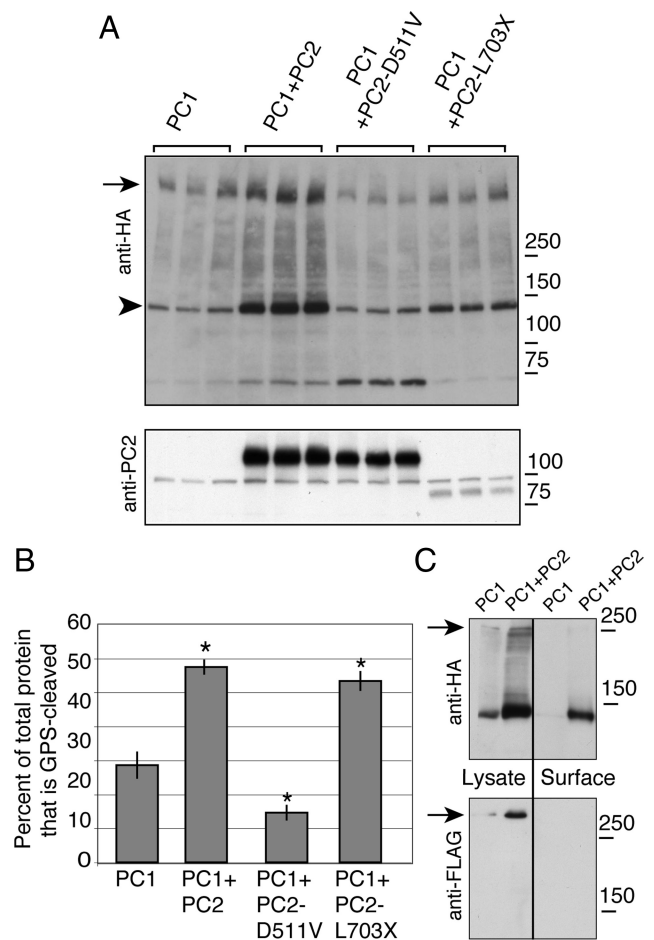 A
PC1
PC1+PC2
PC1
+PC2-D511V
PC1
+PC2-L703X
anti-HA
250
150
100
75
anti-PC2
100
75
B
Percent of total protein
that is GPS-cleaved
60
50
40
30
20
10
0
*
*
*
PC1
PC1+
PC2
PC1+
PC2-
D511V
PC1+
PC2-
L703X
C
PC1
PC1+PC2
PC1
PC1+PC2
anti-HA
250
150
Lysate
Surface
anti-FLAG
250
150